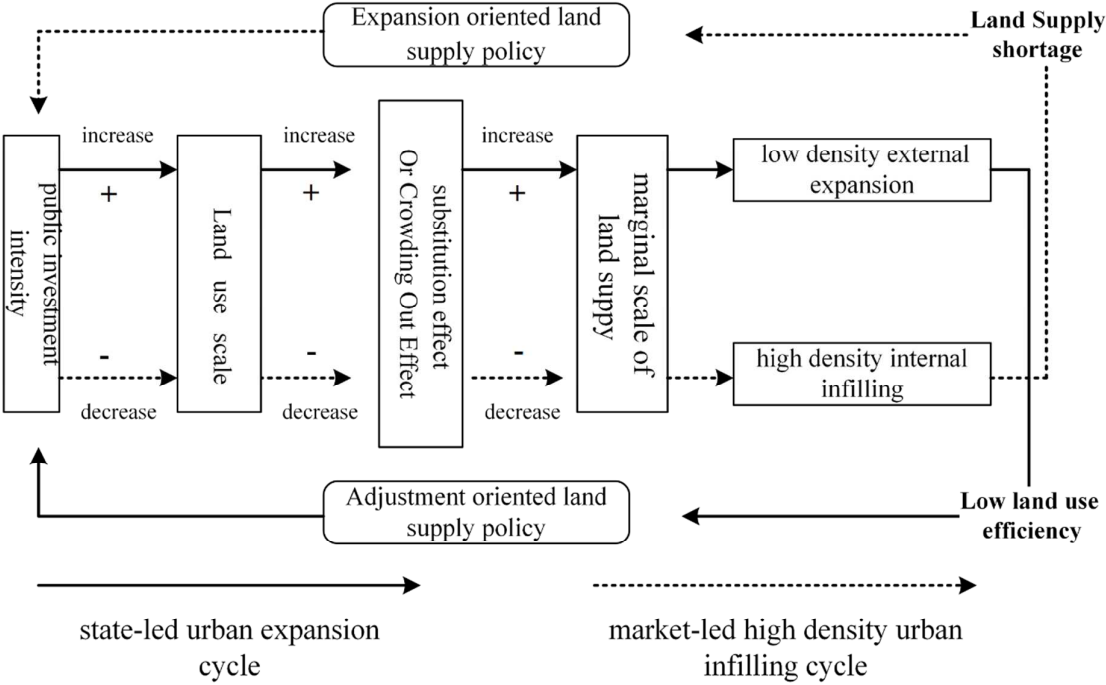 Expansion oriented land
supply policy
Land Supply
shortage
increase
increase
increase
+
+
+
public investment
intensity
Land use scale
substitution effect
Or Crowding Out Effect
marginal scale of
land suppy
low density external
expansion
high density internal
infilling
-
-
-
decrease
decrease
decrease
Adjustment oriented land
supply policy
Low land use
efficiency
state-led urban expansion
cycle
market-led high density urban
infilling cycle